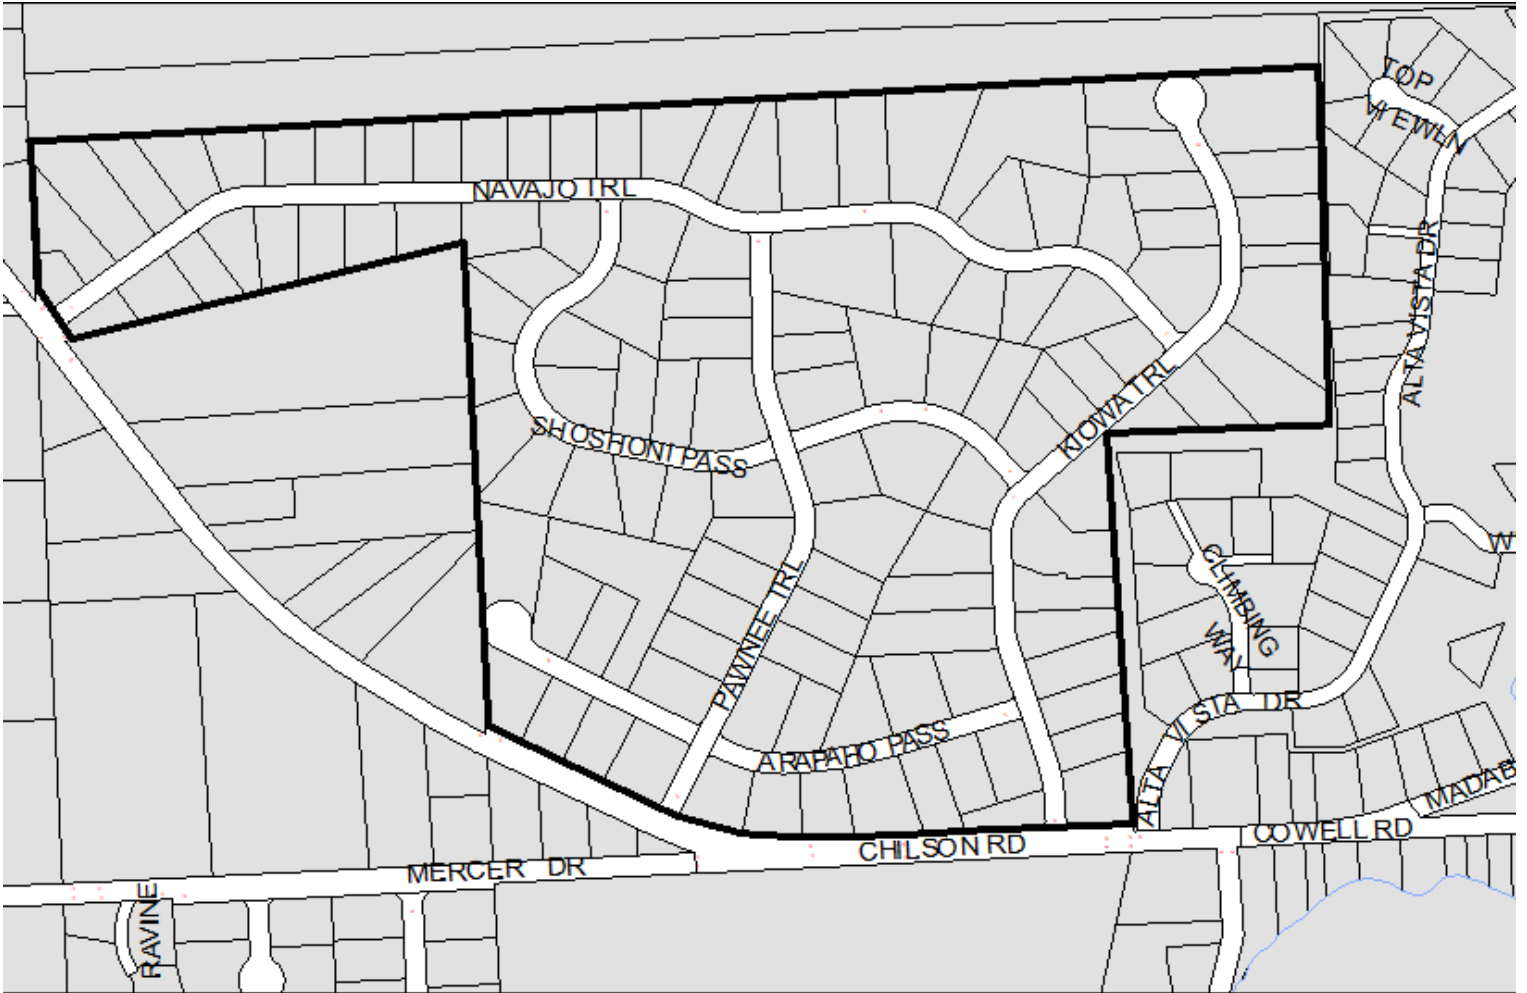 TOP
VIEW LN
NAVAJO TRL
ALTA VISTA DR
KIOWA TRL
SHOSHONI PASS
W
CLIMBING
WAY
PAWNEE TRL
ALTA VISTA DR
ARAPAHO PASS
MADAB
COWELL RD
CHILSON RD
MERCER DR
RAVINE